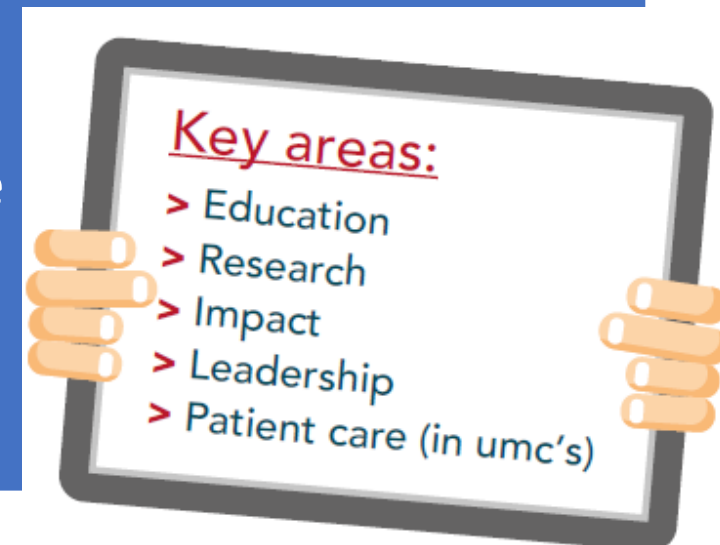 Key areas:
> Education
> Research
> Impact
> Leadership
> Patient care (in umc's)